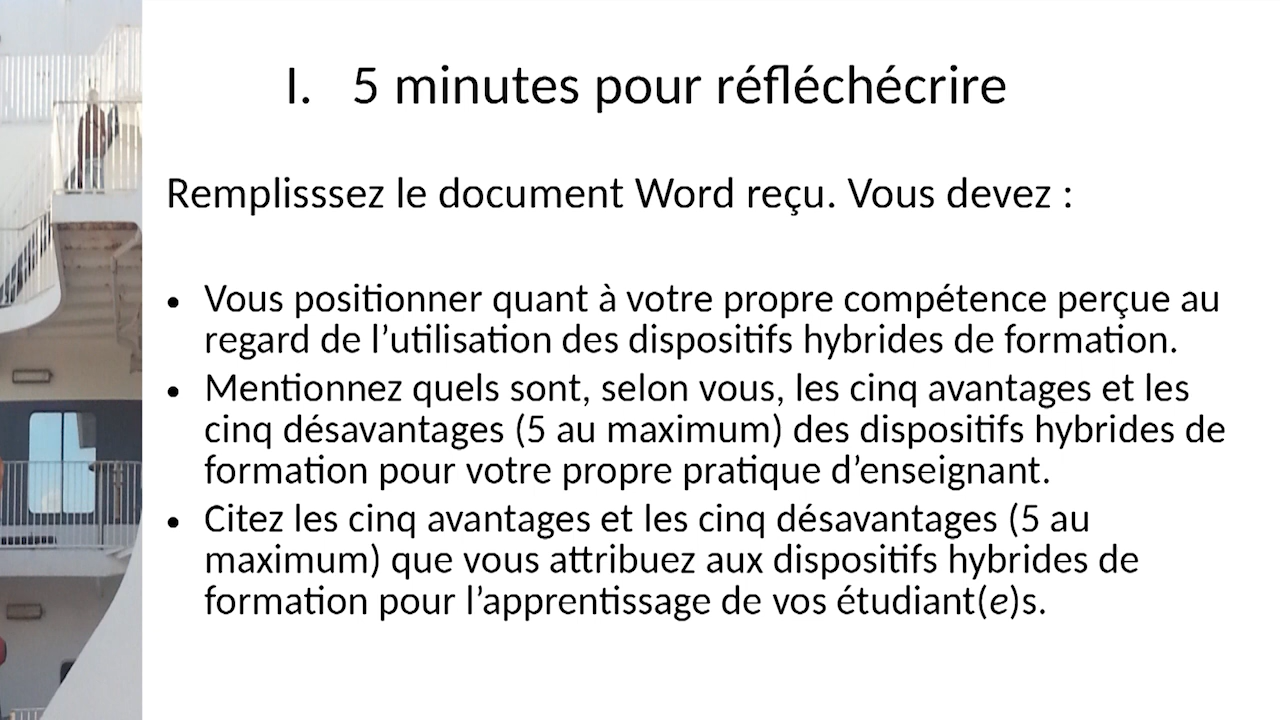 I. 5 minutes pour réfléchécrire
Remplisssez le document Word reçu. Vous devez :
• Vous positionner quant à votre propre compétence perçue au
regard de l’utilisation des dispositifs hybrides de formation.
• Mentionnez quels sont, selon vous, les cinq avantages et les
cinq désavantages (5 au maximum) des dispositifs hybrides de
formation pour votre propre pratique d’enseignant.
• Citez les cinq avantages et les cinq désavantages (5 au
maximum) que vous attribuez aux dispositifs hybrides de
formation pour l’apprentissage de vos étudiant(e)s.